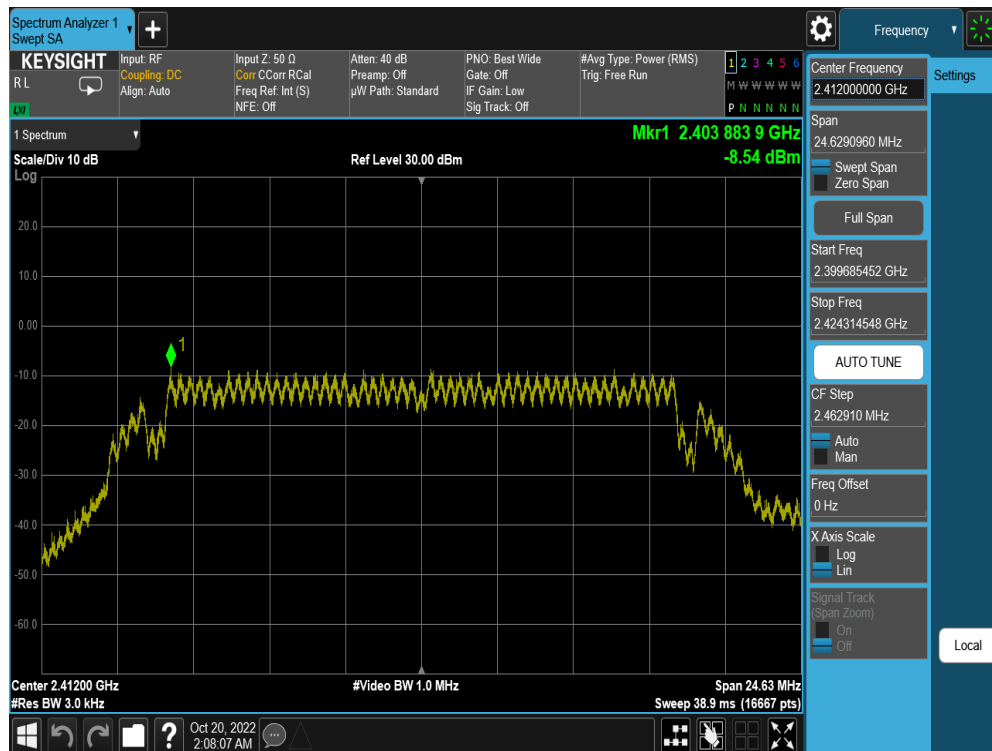 Spectrum Analyzer 1
Swept SA
+
Frequency
KEYSIGHT
R L
LXI
Input: RF
Coupling: DC
Align: Auto
Input Z: 50 Ω
Corr CCorr RCal
Freq Ref: Int (S)
NFE: Off
Atten: 40 dB
Preamp: Off
µW Path: Standard
PNO: Best Wide
Gate: Off
IF Gain: Low
Sig Track: Off
#Avg Type: Power (RMS)
Trig: Free Run
1 2 3 4 5 6
M W W W W W
P N N N N N
1 Spectrum
Mkr1 2.403 883 9 GHz
Scale/Div 10 dB
Ref Level 30.00 dBm
-8.54 dBm
Log
20.0
10.0
0.00
1
-10.0
-20.0
-30.0
-40.0
-50.0
-60.0
Center 2.41200 GHz
#Video BW 1.0 MHz
Span 24.63 MHz
#Res BW 3.0 kHz
Sweep 38.9 ms (16667 pts)
?
Oct 20, 2022
2:08:07 AM
Center Frequency
2.412000000 GHz
Settings
Span
24.6290960 MHz
Swept Span
Zero Span
Full Span
Start Freq
2.399685452 GHz
Stop Freq
2.424314548 GHz
AUTO TUNE
CF Step
2.462910 MHz
Auto
Man
Freq Offset
0 Hz
X Axis Scale
Log
Lin
Signal Track
(Span Zoom)
On
Off
Local